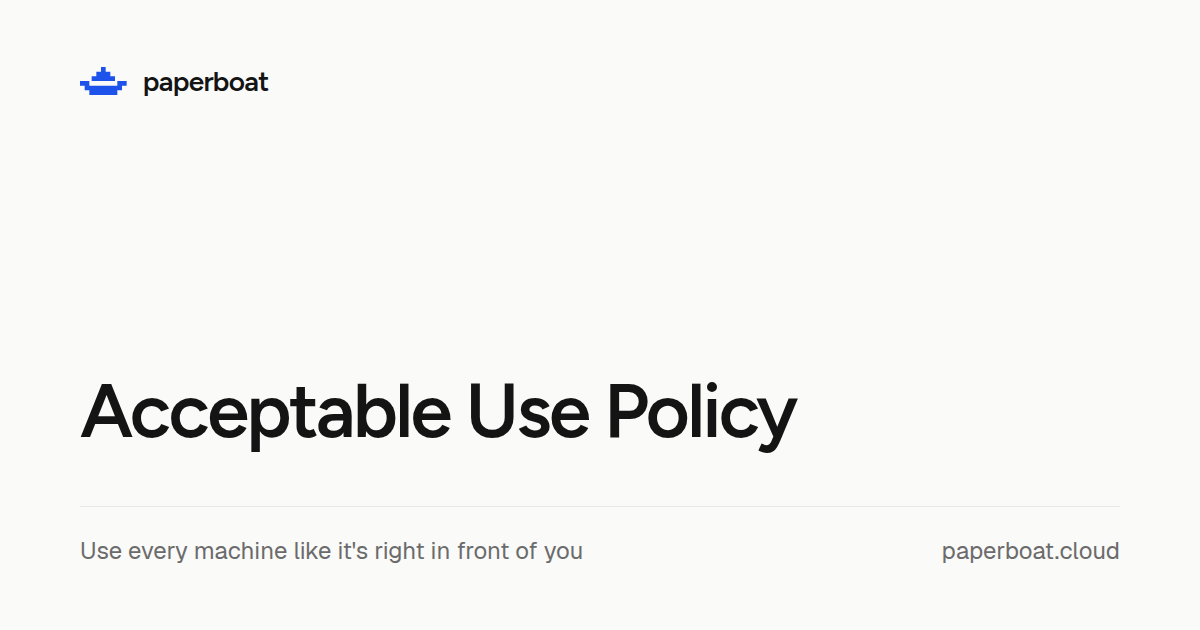 paperboat
Acceptable Use Policy
Use every machine like it's right in front of you
paperboat.cloud